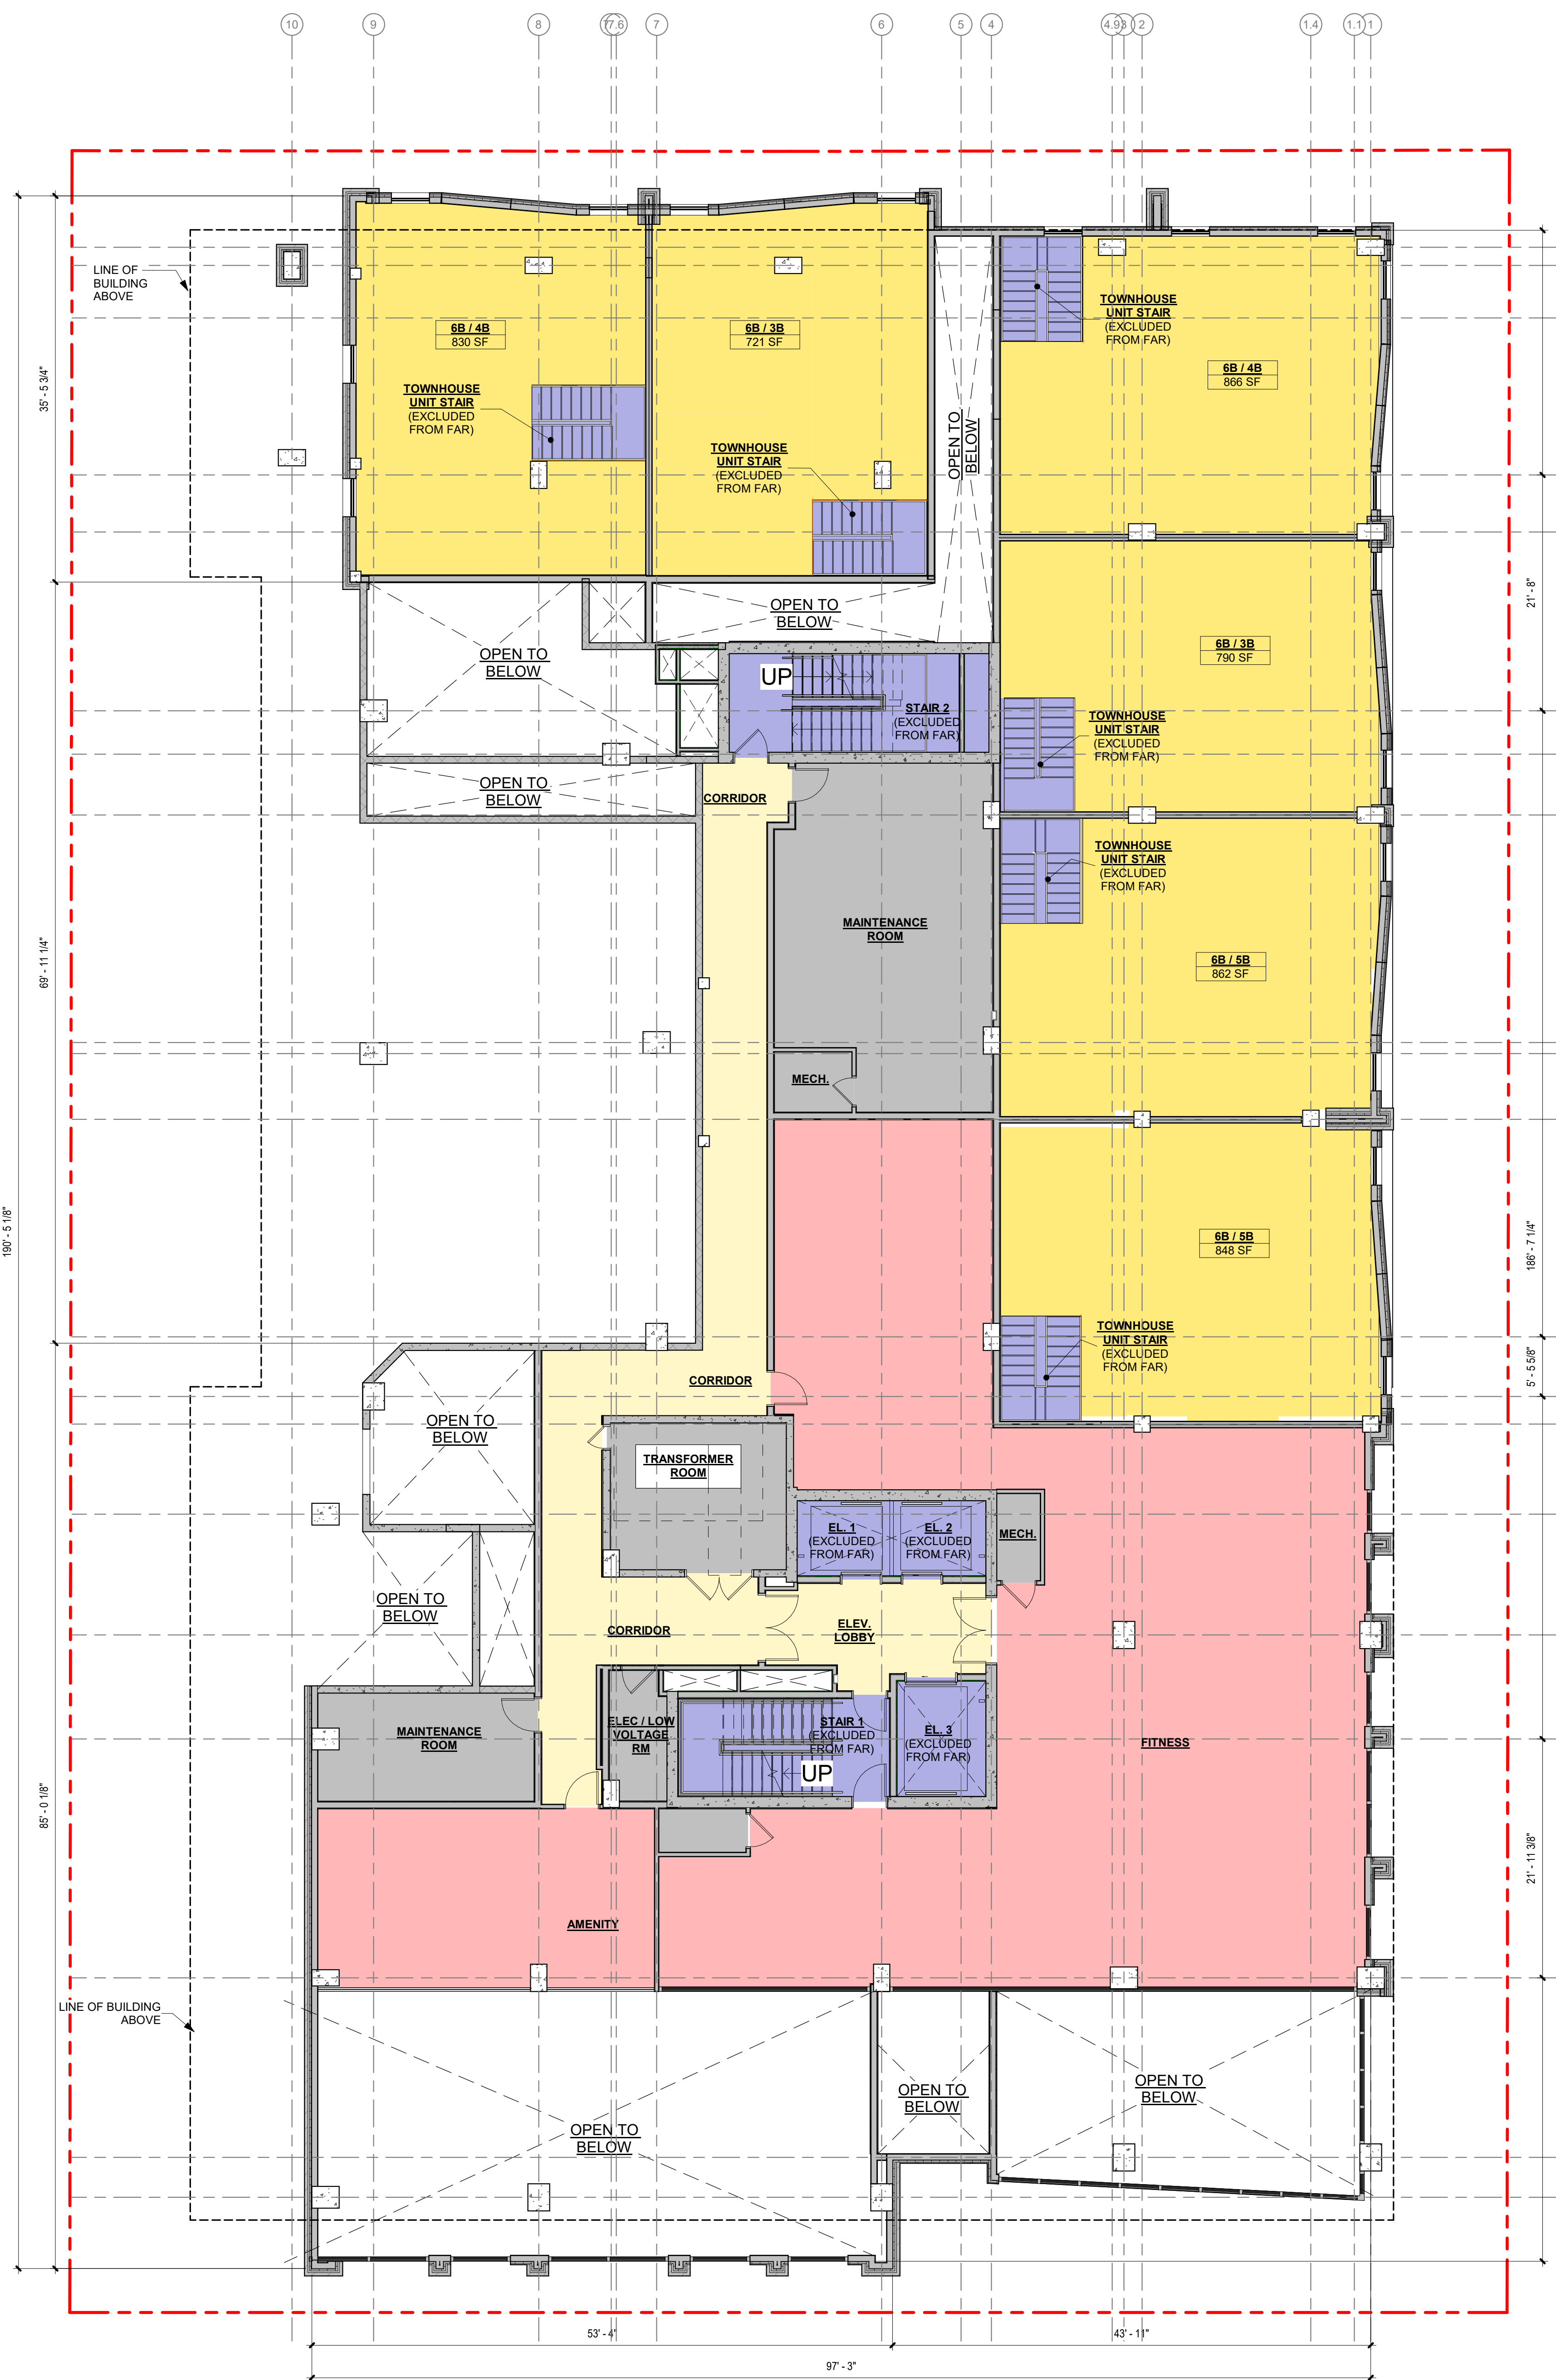 10
9
8
7.6
7
6
5
4
3
2
1.4
1.1
1
LINE OF
BUILDING
ABOVE
6B / 4B
830 SF
6B / 3B
721 SF
TOWNHOUSE
UNIT STAIR
(EXCLUDED
FROM FAR)
6B / 4B
866 SF
TOWNHOUSE
UNIT STAIR
(EXCLUDED
FROM FAR)
TOWNHOUSE
UNIT STAIR
(EXCLUDED
FROM FAR)
OPEN TO
BELOW
35' - 5 3/4"
21' - 8"
OPEN TO
BELOW
OPEN TO
BELOW
6B / 3B
790 SF
UP
STAIR 2
(EXCLUDED
FROM FAR)
TOWNHOUSE
UNIT STAIR
(EXCLUDED
FROM FAR)
OPEN TO
BELOW
CORRIDOR
TOWNHOUSE
UNIT STAIR
(EXCLUDED
FROM FAR)
MAINTENANCE
ROOM
6B / 5B
862 SF
69' - 11 1/4"
MECH.
190' - 5 1/8"
186' - 7 1/4"
6B / 5B
848 SF
TOWNHOUSE
UNIT STAIR
(EXCLUDED
FROM FAR)
5' - 5 5/8"
CORRIDOR
OPEN TO
BELOW
TRANSFORMER
ROOM
EL. 1
(EXCLUDED
FROM FAR)
EL. 2
(EXCLUDED
FROM FAR)
MECH.
OPEN TO
BELOW
CORRIDOR
ELEV.
LOBBY
MAINTENANCE
ROOM
ELEC / LOW
VOLTAGE
RM
STAIR 1
(EXCLUDED
FROM FAR)
UP
EL. 3
(EXCLUDED
FROM FAR)
FITNESS
85' - 0 1/8"
21' - 11 3/8"
AMENITY
LINE OF BUILDING
ABOVE
OPEN TO
BELOW
OPEN TO
BELOW
OPEN TO
BELOW
53' - 4"
43' - 11"
97' - 3"